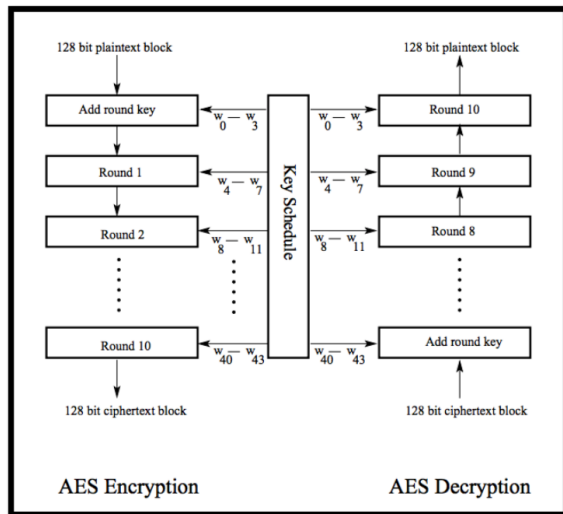 128 bit plaintext block
128 bit plaintext block
Add round key
w0 — w3
w0 — w3
Round 10
Round 1
w4 — w7
w4 — w7
Round 9
Key Schedule
Round 2
w8 — w11
w8 — w11
Round 8
Round 10
w40 — w43
w40 — w43
Add round key
128 bit ciphertext block
128 bit ciphertext block
AES Encryption
AES Decryption